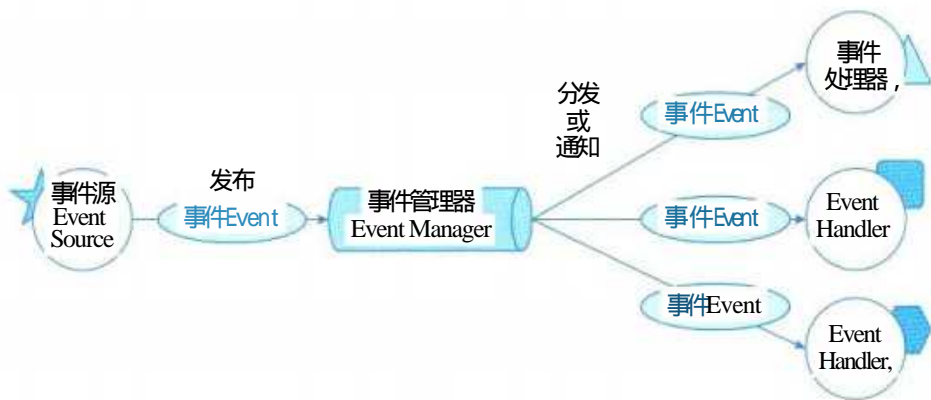 事件源
Event
Source
发布
事件Event
事件管理器
Event Manager
分发
或
通知
事件Event
事件
处理器,
事件Event
Event
Handler
事件Event
Event
Handler,